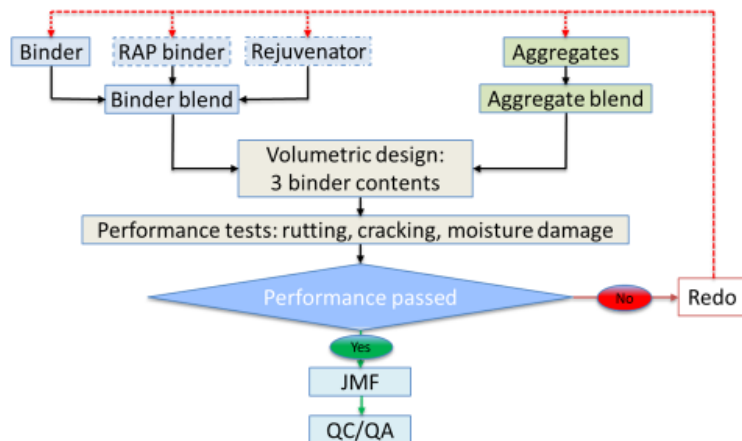 Binder
RAP binder
Rejuvenator
Aggregates
Binder blend
Aggregate blend
Volumetric design:
3 binder contents
Performance tests: rutting, cracking, moisture damage
Performance passed
No
Redo
Yes
JMF
QC/QA